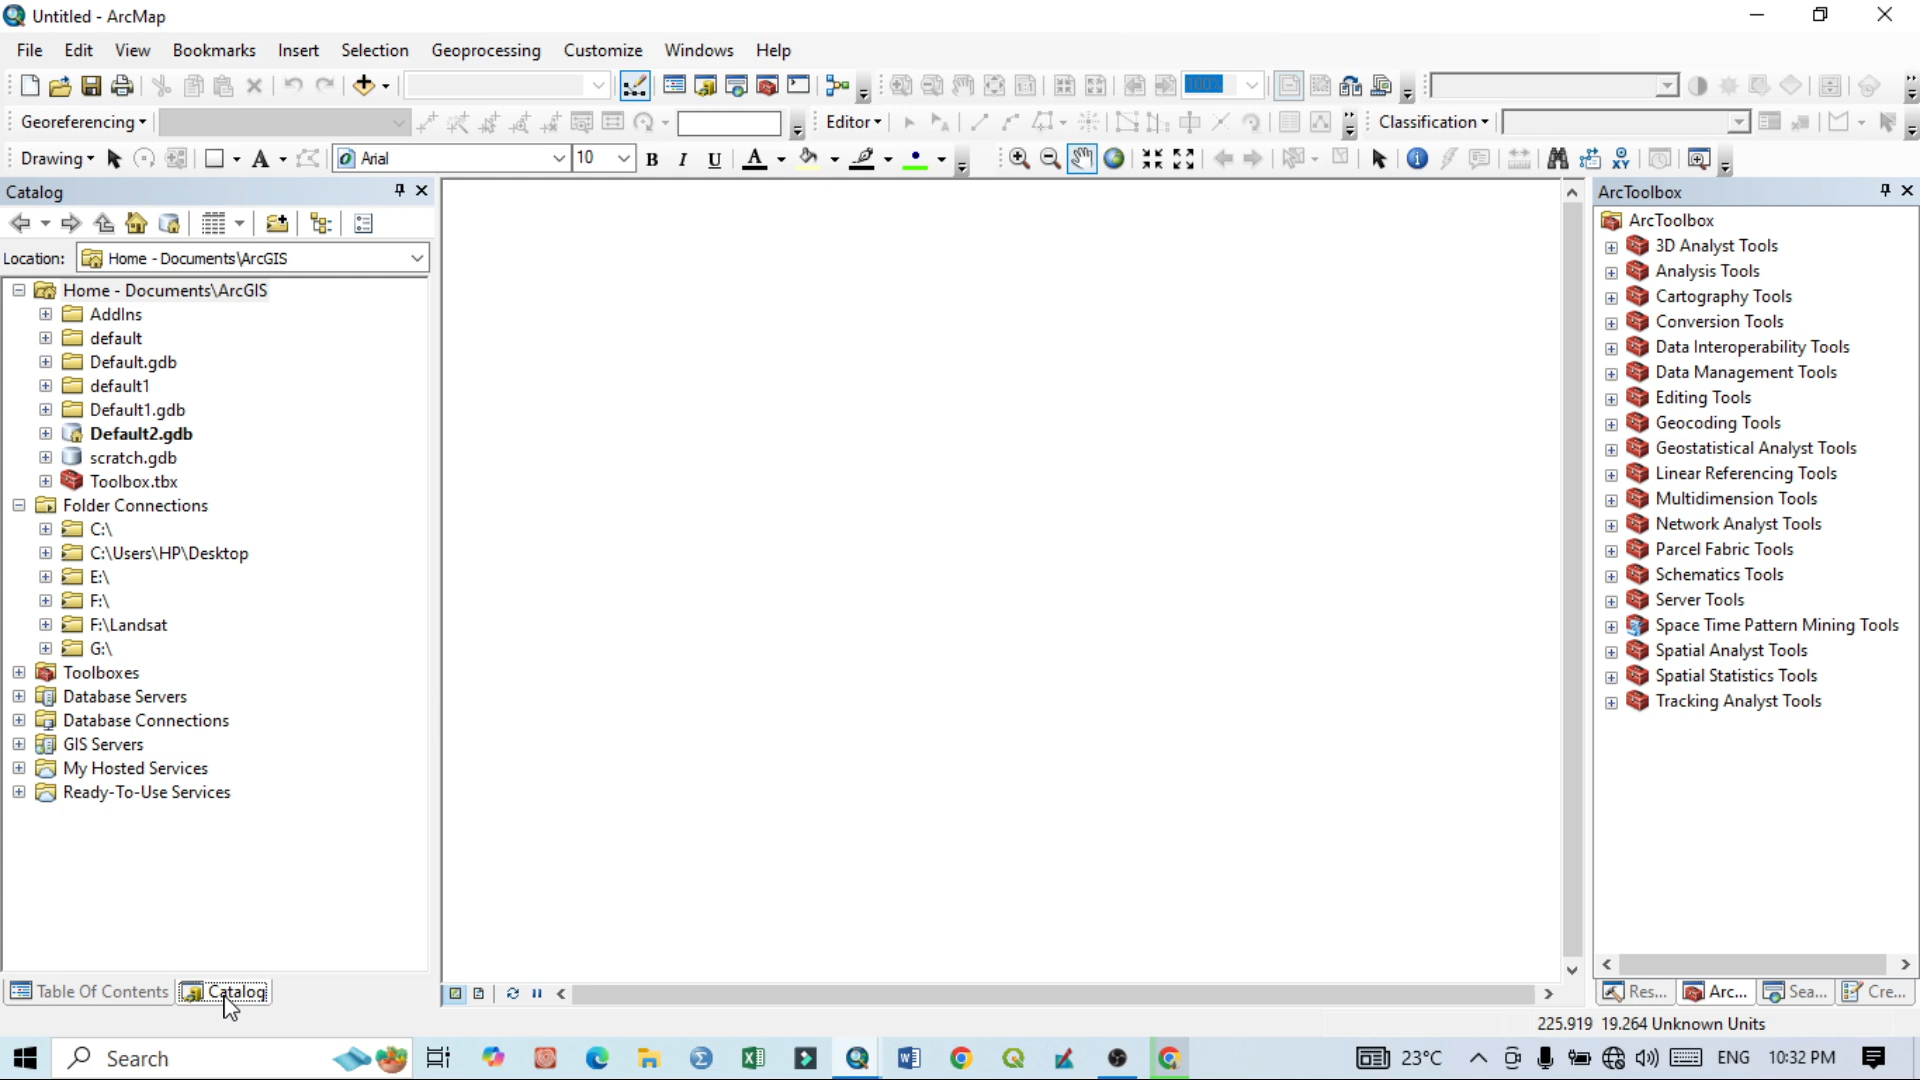 Untitled - ArcMap
File Edit View Bookmarks Insert Selection Geoprocessing Customize Windows Help
100%
Georeferencing Editor Classification
Drawing A Arial 10 B I U A
Catalog
Location: Home - Documents\ArcGIS
Home - Documents\ArcGIS
AddIns
default
Default.gdb
default1
Default1.gdb
Default2.gdb
scratch.gdb
Toolbox.tbx
Folder Connections
C:\
C:\Users\HP\Desktop
E:\
F:\
F:\Landsat
G:\
Toolboxes
Database Servers
Database Connections
GIS Servers
My Hosted Services
Ready-To-Use Services
Table Of Contents Catalog
ArcToolbox
ArcToolbox
3D Analyst Tools
Analysis Tools
Cartography Tools
Conversion Tools
Data Interoperability Tools
Data Management Tools
Editing Tools
Geocoding Tools
Geostatistical Analyst Tools
Linear Referencing Tools
Multidimension Tools
Network Analyst Tools
Parcel Fabric Tools
Schematics Tools
Server Tools
Space Time Pattern Mining Tools
Spatial Analyst Tools
Spatial Statistics Tools
Tracking Analyst Tools
Res... Arc... Sea... Cre...
225.919 19.264 Unknown Units
Search 23°C ENG 10:32 PM